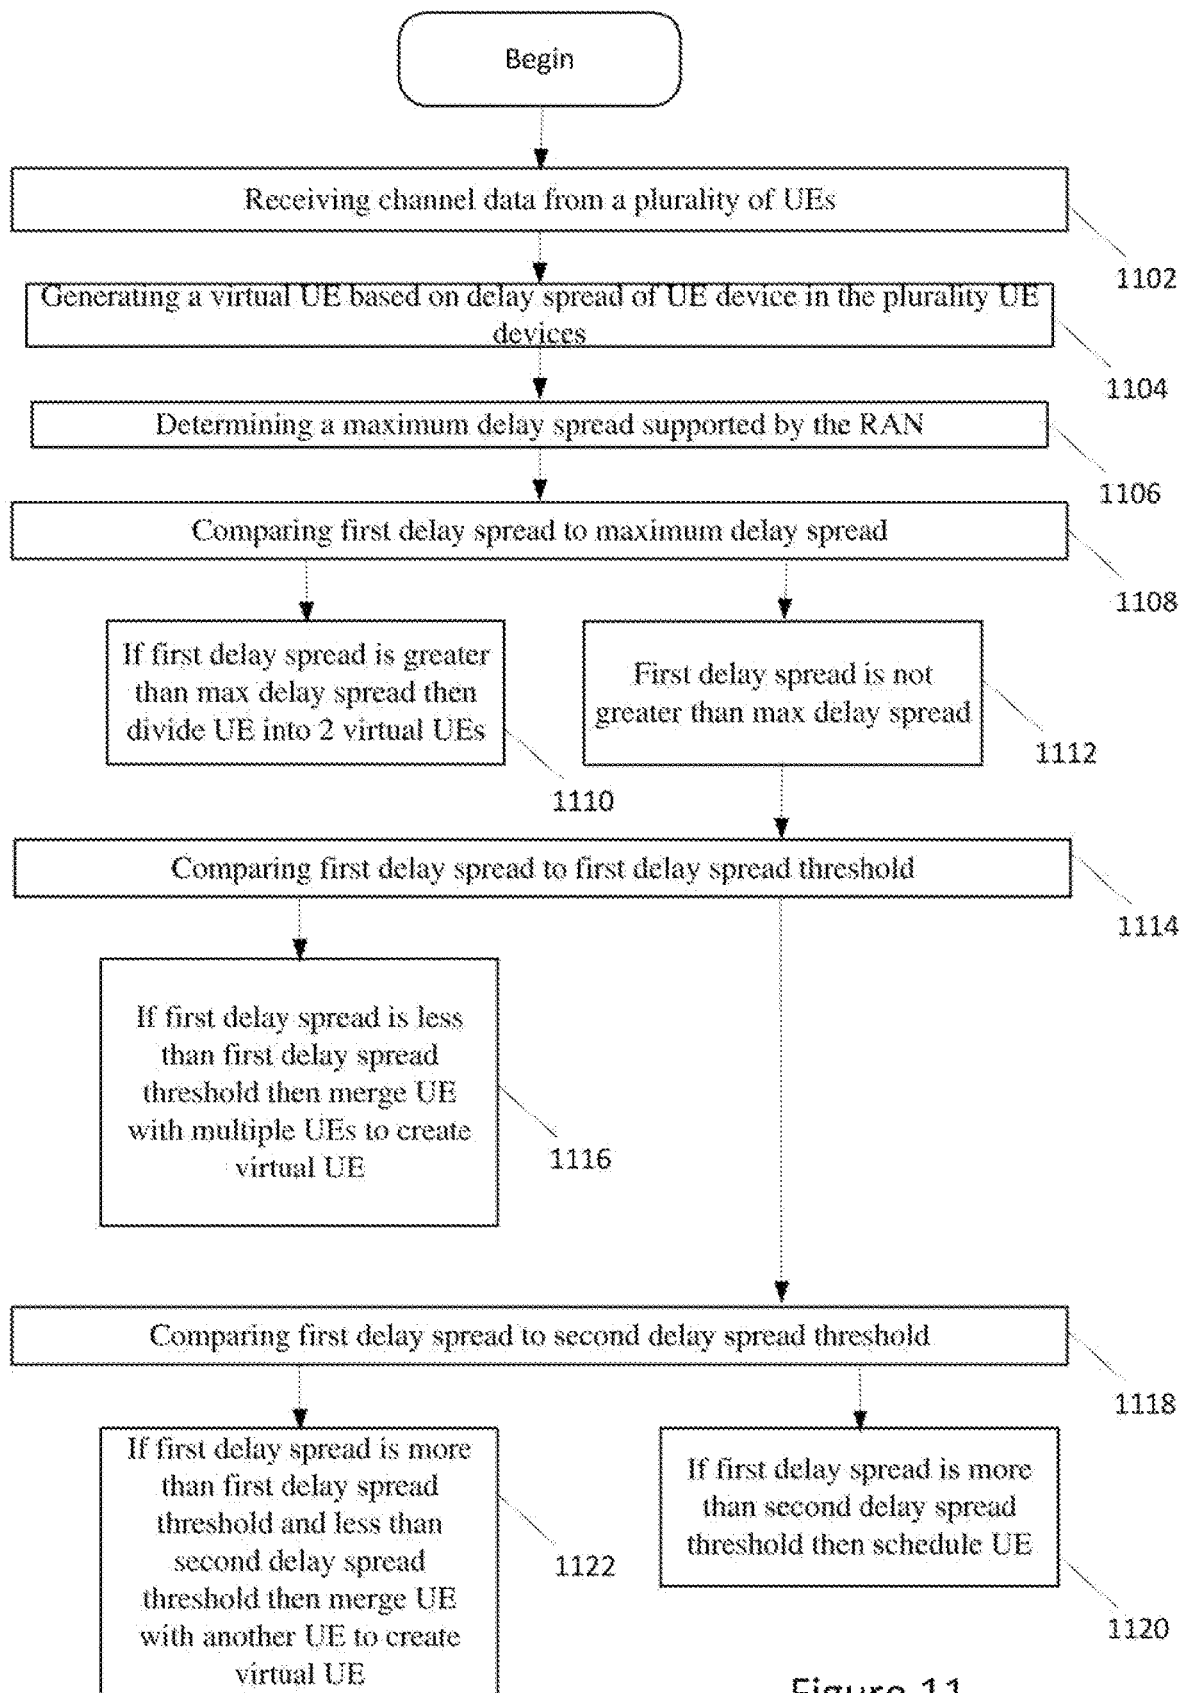 Begin
Receiving channel data from a plurality of UEs
1102
Generating a virtual UE based on delay spread of UE device in the plurality UE
devices
1104
Determining a maximum delay spread supported by the RAN
1106
Comparing first delay spread to maximum delay spread
1108
If first delay spread is greater
than max delay spread then
divide UE into 2 virtual UEs
1110
First delay spread is not
greater than max delay spread
1112
Comparing first delay spread to first delay spread threshold
1114
If first delay spread is less
than first delay spread
threshold then merge UE
with multiple UEs to create
virtual UE
1116
Comparing first delay spread to second delay spread threshold
1118
If first delay spread is more
than first delay spread
threshold and less than
second delay spread
threshold then merge UE
with another UE to create
virtual UE
1122
If first delay spread is more
than second delay spread
threshold then schedule UE
1120
Figure 11